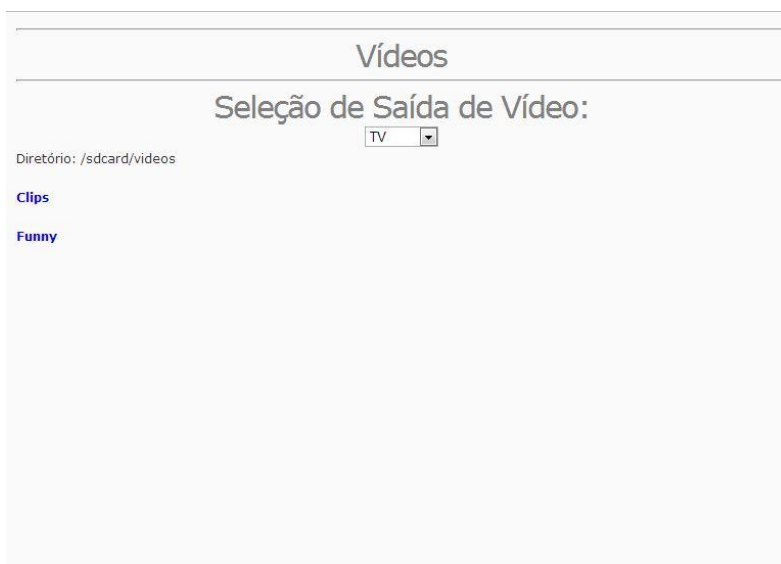 Vídeos
Seleção de Saída de Vídeo:
TV
Diretório: /sdcard/videos
Clips
Funny